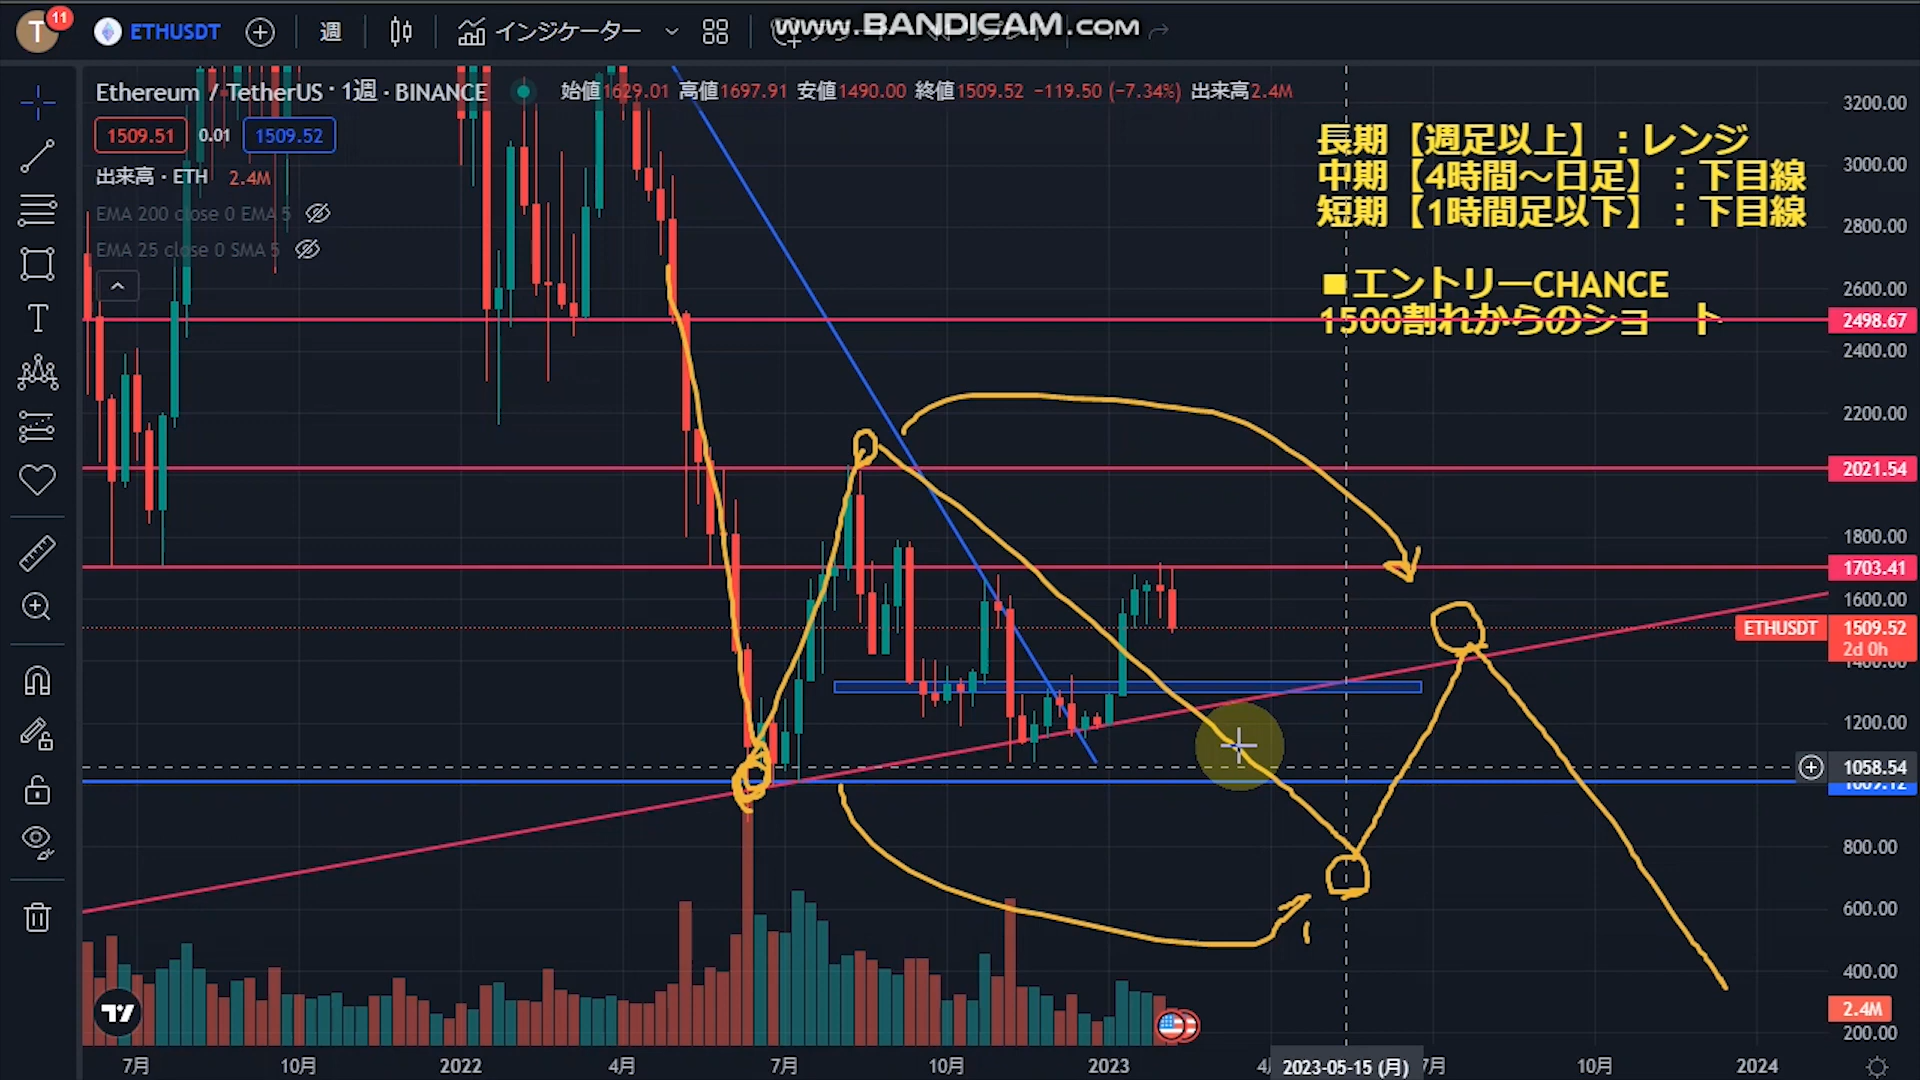 T
11
ETHUSDT
週
インジケーター
www.BANDICAM.com
Ethereum / TetherUS · 1週 · BINANCE
始値1629.01 高値1697.91 安値1490.00 終値1509.52 −119.50 (−7.34%) 出来高2.4M
1509.51 0.01 1509.52
出来高 · ETH 2.4M
EMA 200 close 0 EMA 5
EMA 25 close 0 SMA 5
長期【週足以上】：レンジ
中期【4時間～日足】：下目線
短期【1時間足以下】：下目線
■エントリーCHANCE
1500割れからのショート
3200.00
3000.00
2800.00
2600.00
2498.67
2400.00
2200.00
2021.54
1800.00
1703.41
1600.00
ETHUSDT 1509.52
2d 0h
1400.00
1200.00
1058.54
1009.12
800.00
600.00
400.00
2.4M
200.00
7月 10月 2022 4月 7月 10月 2023 2023-05-15 (月) 7月 10月 2024